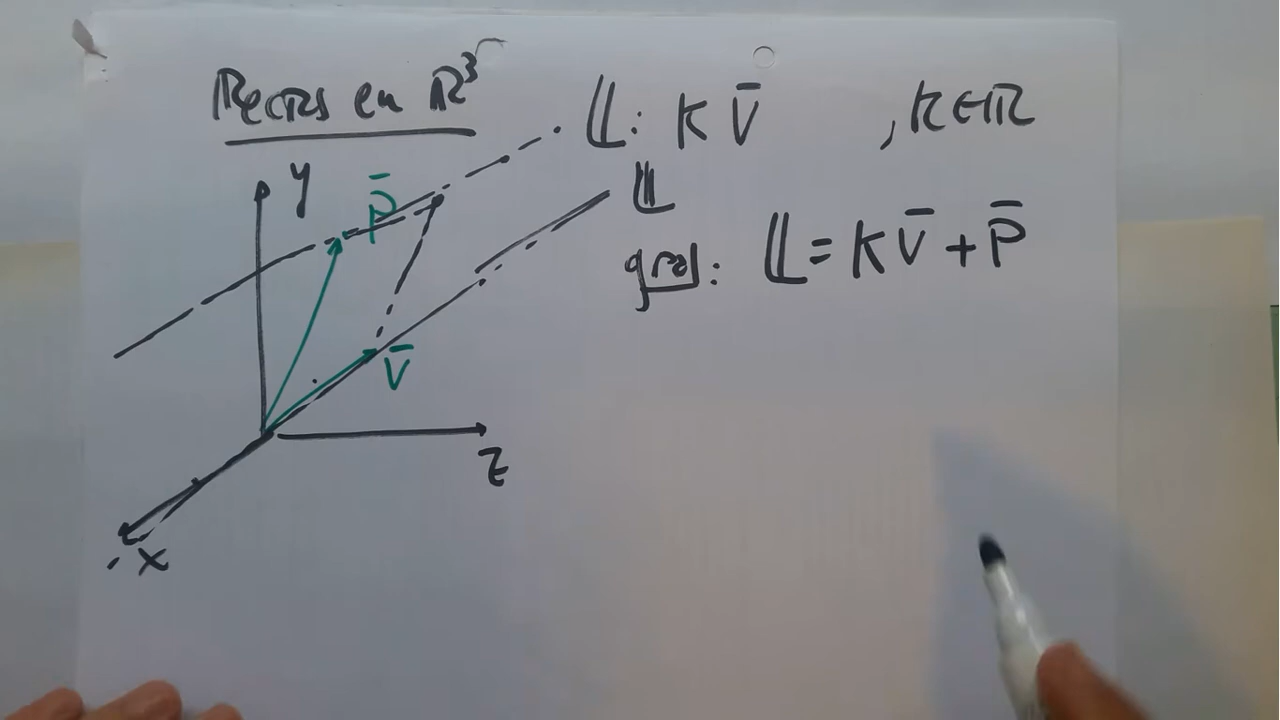 Rectas en R³
𝕃: K V̄ , K ∈ ℝ
y
P̄
𝕃
gral: 𝕃 = K V̄ + P̄
V̄
z
x